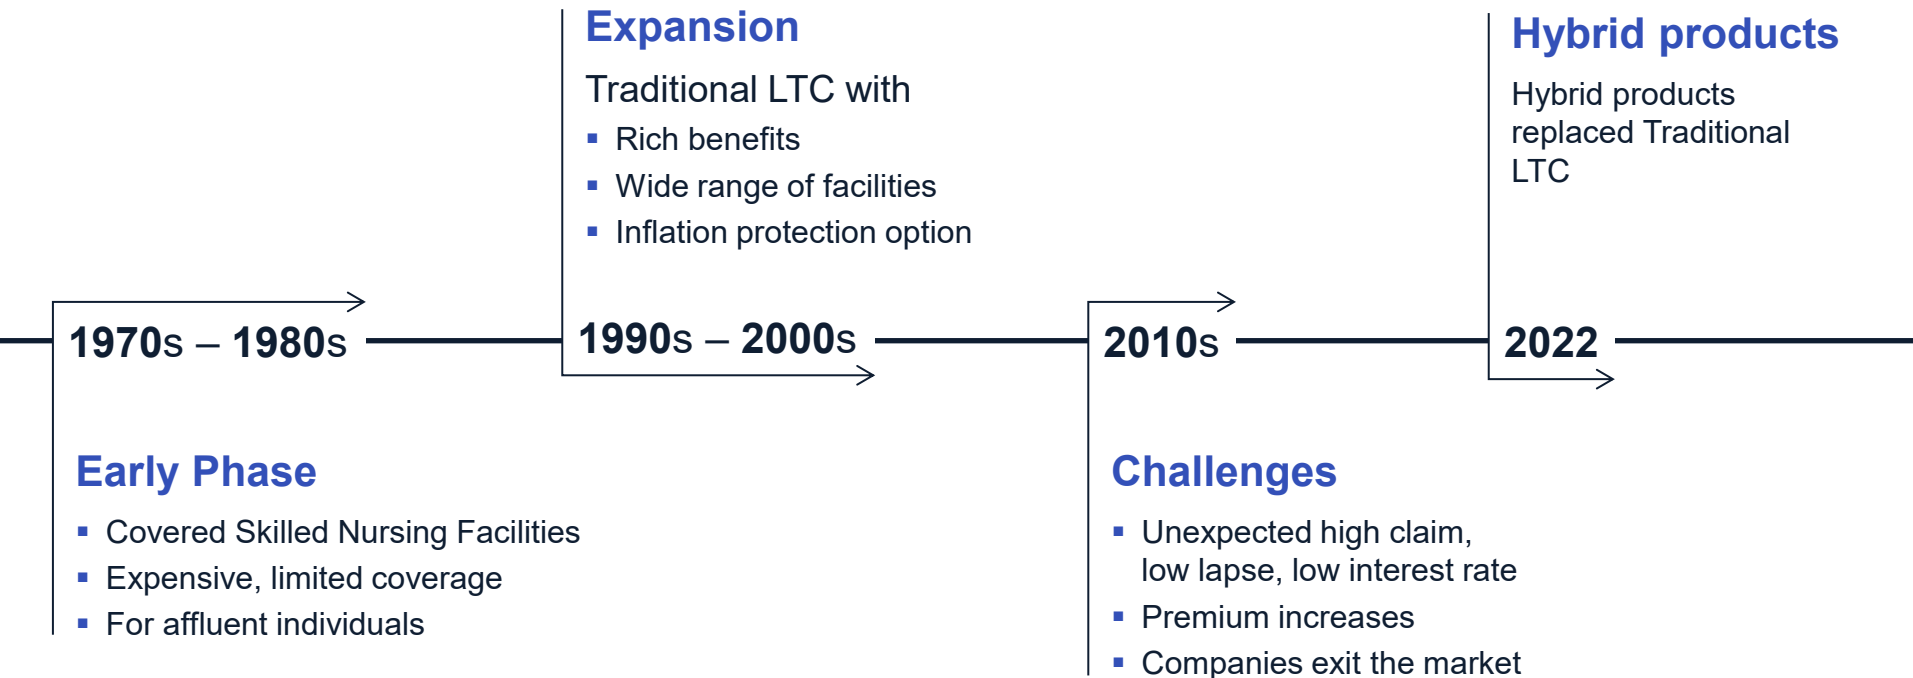 1970s – 1980s
Early Phase
▪ Covered Skilled Nursing Facilities
▪ Expensive, limited coverage
▪ For affluent individuals
Expansion
Traditional LTC with
▪ Rich benefits
▪ Wide range of facilities
▪ Inflation protection option
1990s – 2000s
2010s
Challenges
▪ Unexpected high claim,
low lapse, low interest rate
▪ Premium increases
▪ Companies exit the market
Hybrid products
Hybrid products
replaced Traditional
LTC
2022